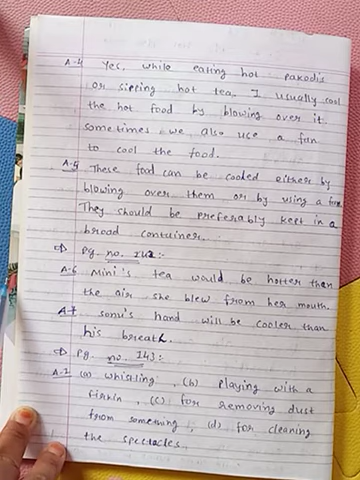 A-4 Yes, while eating hot pakodis
or sipping hot tea. I usually cool
the hot food by blowing over it
sometimes we also use a fan
to cool the food.
A-5 These food can be cooled either by
blowing over them or by using a fan
They should be preferably kept in a
broad container.
⇒ Pg. no. 142:-
A-6 Mini's tea would be hotter than
the air she blew from her mouth.
A-7 Sonu's hand will be cooler than
his breath.
⇒ Pg. no. 143:-
A-1 (a) whistling, (b) Playing with a
firkin, (c) for removing dust
from something, (d) for cleaning
the spectacles.